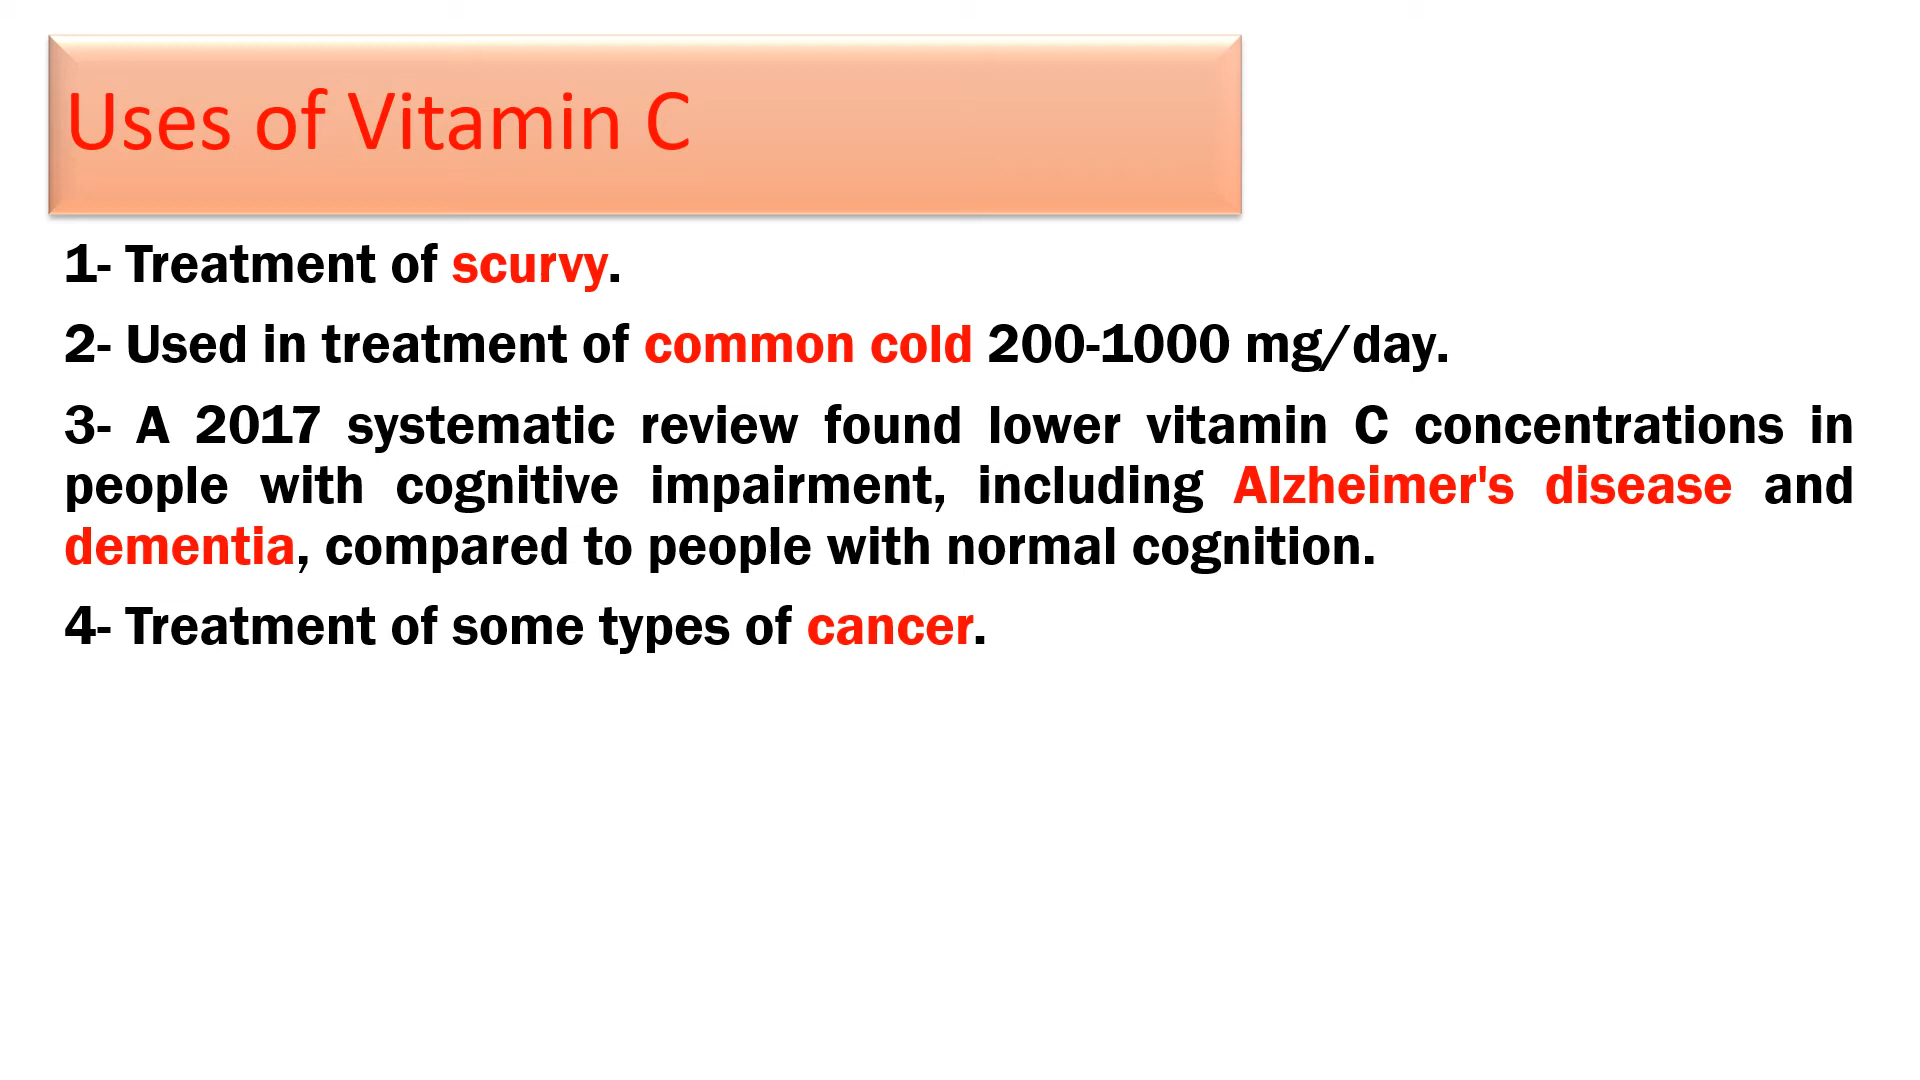 Uses of Vitamin C
1- Treatment of scurvy.
2- Used in treatment of common cold 200-1000 mg/day.
3- A 2017 systematic review found lower vitamin C concentrations in
people with cognitive impairment, including Alzheimer's disease and
dementia, compared to people with normal cognition.
4- Treatment of some types of cancer.